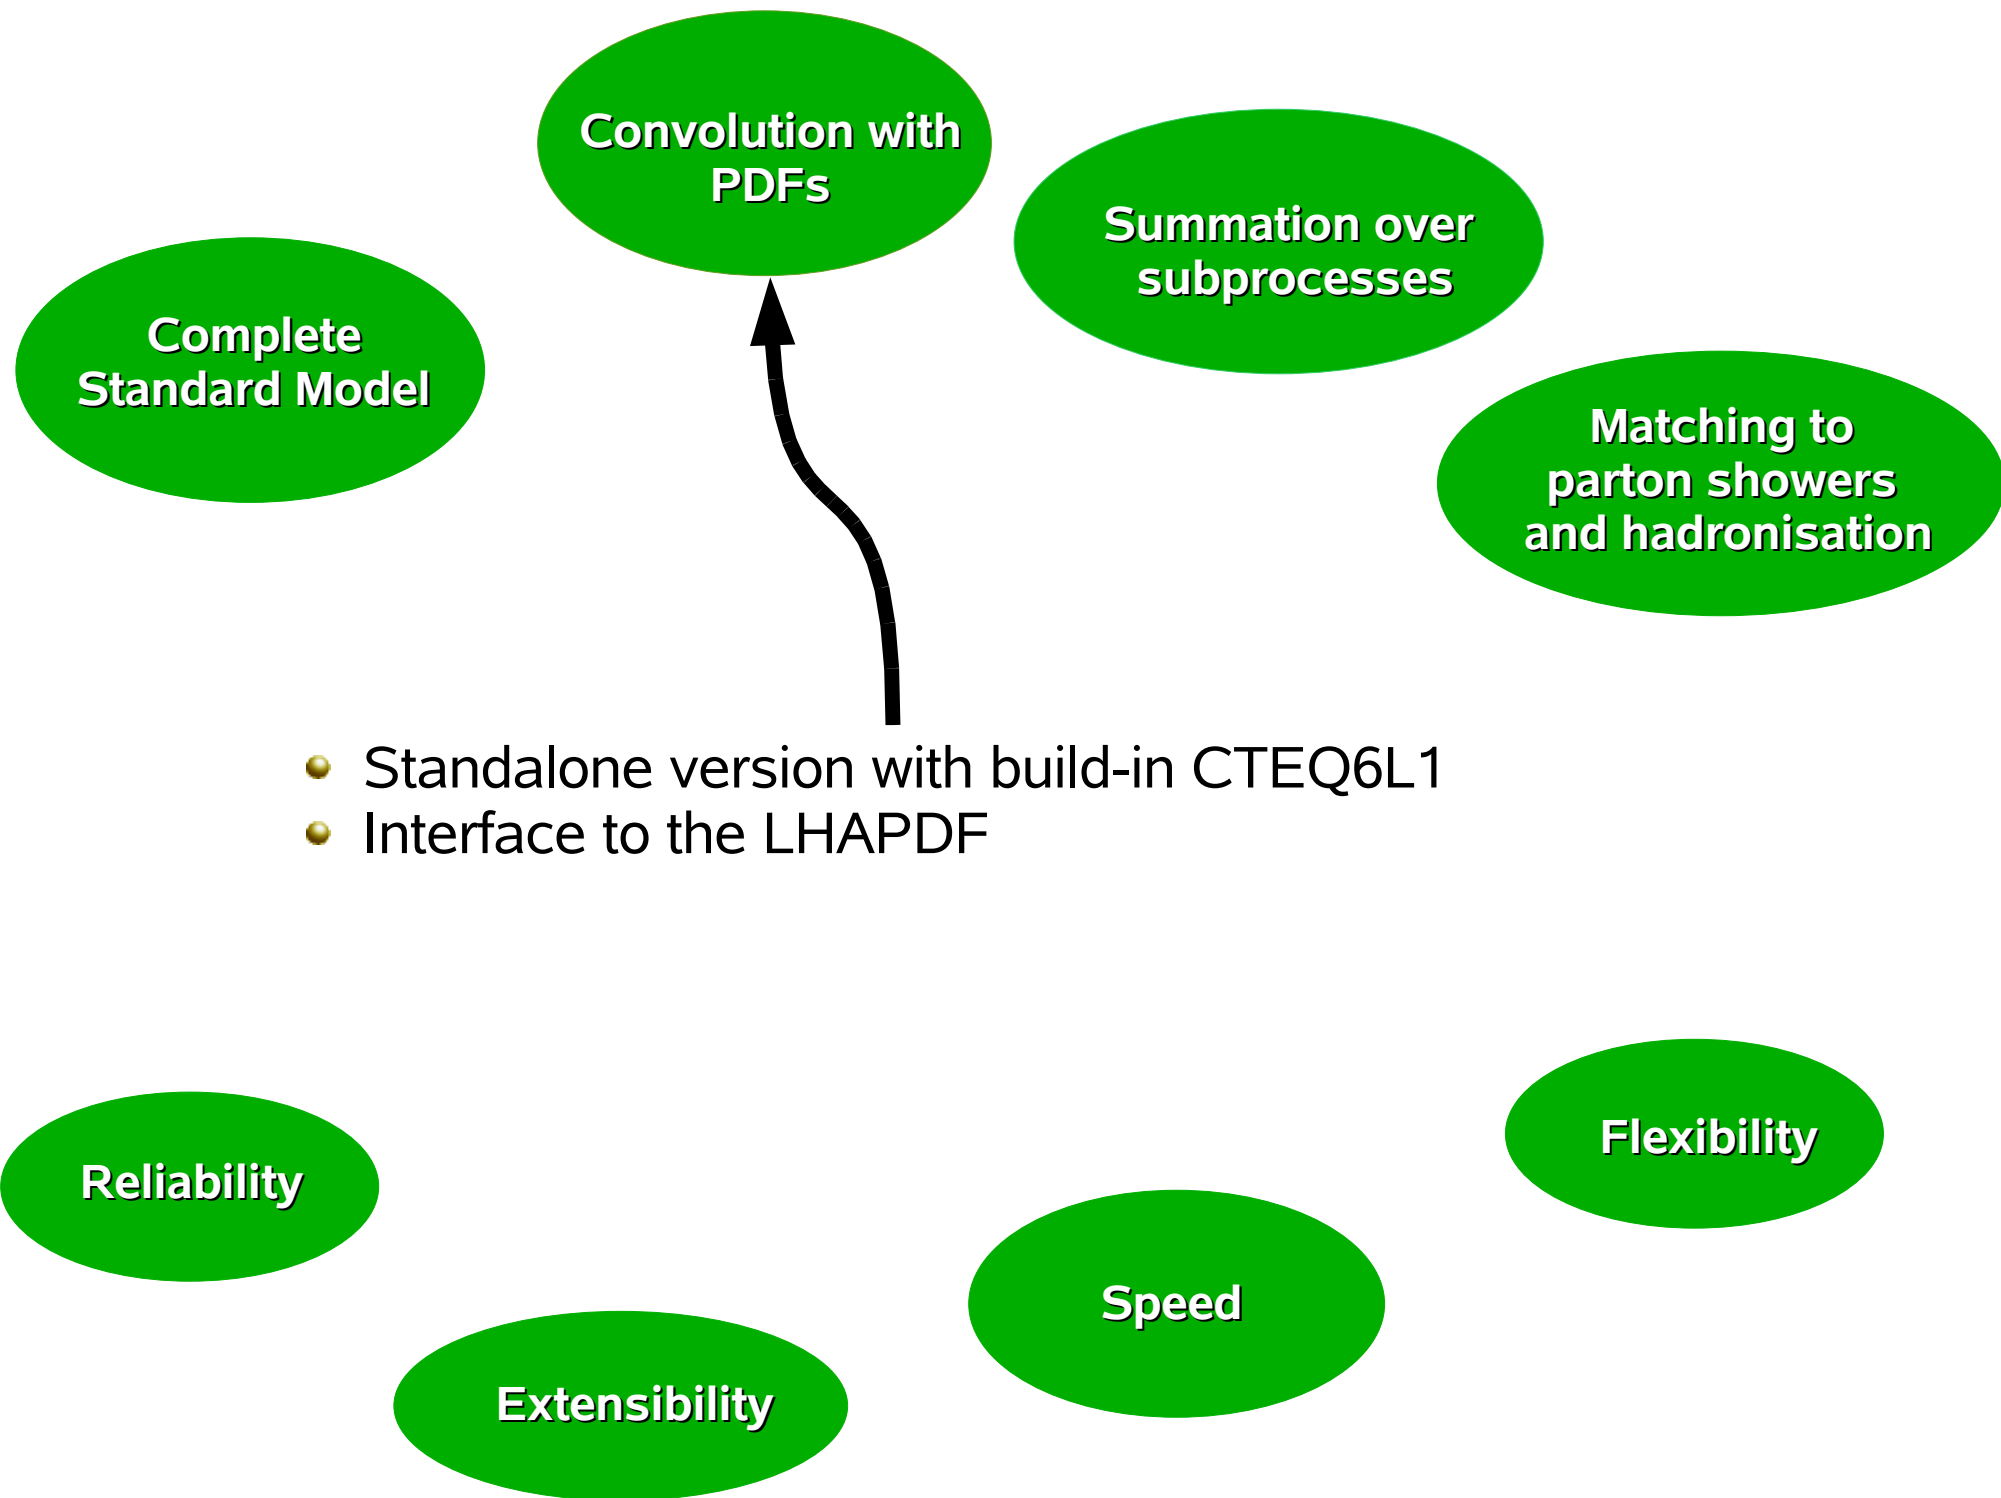 Convolution with
PDFs
Summation over
subprocesses
Complete
Standard Model
Matching to
parton showers
and hadronisation
Standalone version with build-in CTEQ6L1
Interface to the LHAPDF
Flexibility
Reliability
Speed
Extensibility